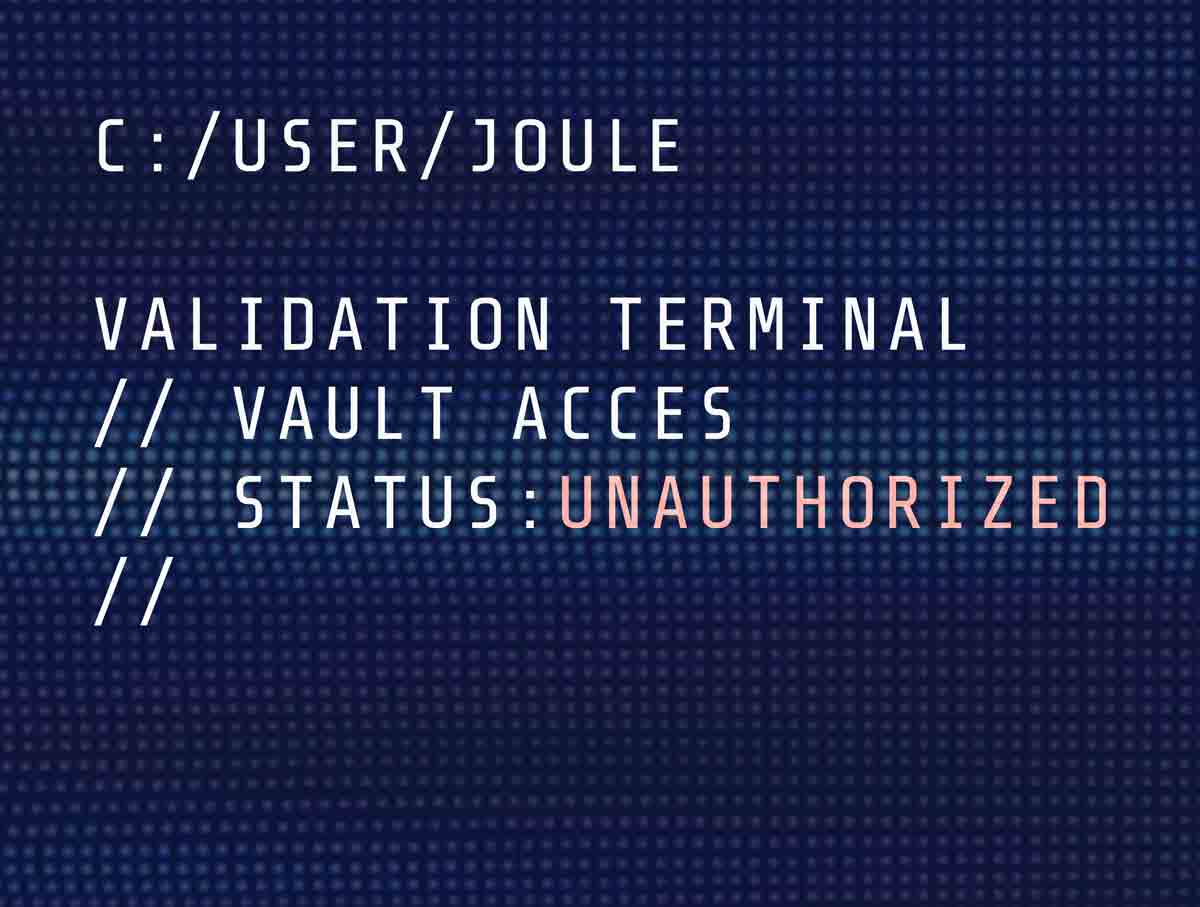 C:/USER/JOULE
VALIDATION TERMINAL
// VAULT ACCES
// STATUS:UNAUTHORIZED
//